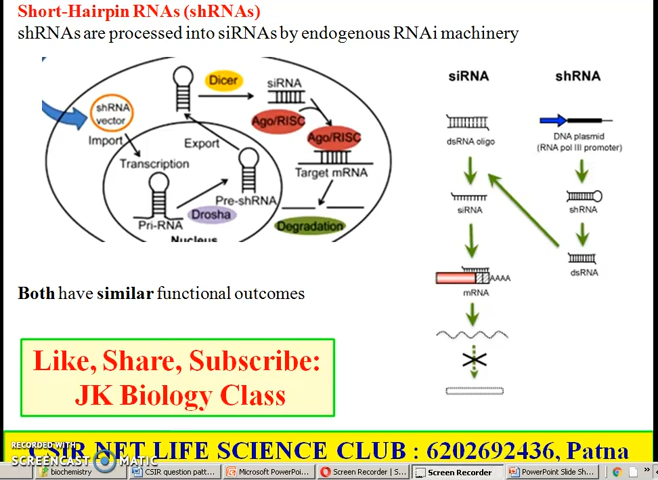 Short-Hairpin RNAs (shRNAs)
shRNAs are processed into siRNAs by endogenous RNAi machinery
shRNA
vector
Import
Transcription
Pri-RNA
Drosha
Pre-shRNA
Nucleus
Export
Dicer
siRNA
Ago/RISC
Ago/RISC
Target mRNA
Degradation
siRNA
dsRNA oligo
siRNA
AAAA
mRNA
shRNA
DNA plasmid
(RNA pol III promoter)
shRNA
dsRNA
Both have similar functional outcomes
Like, Share, Subscribe:
JK Biology Class
CSIR NET LIFE SCIENCE CLUB : 6202692436, Patna
RECORDED WITH
SCREENCAST MATIC
biochemistry
CSIR question patt...
Microsoft PowerPoi...
Screen Recorder | S...
Screen Recorder
PowerPoint Slide Sh...